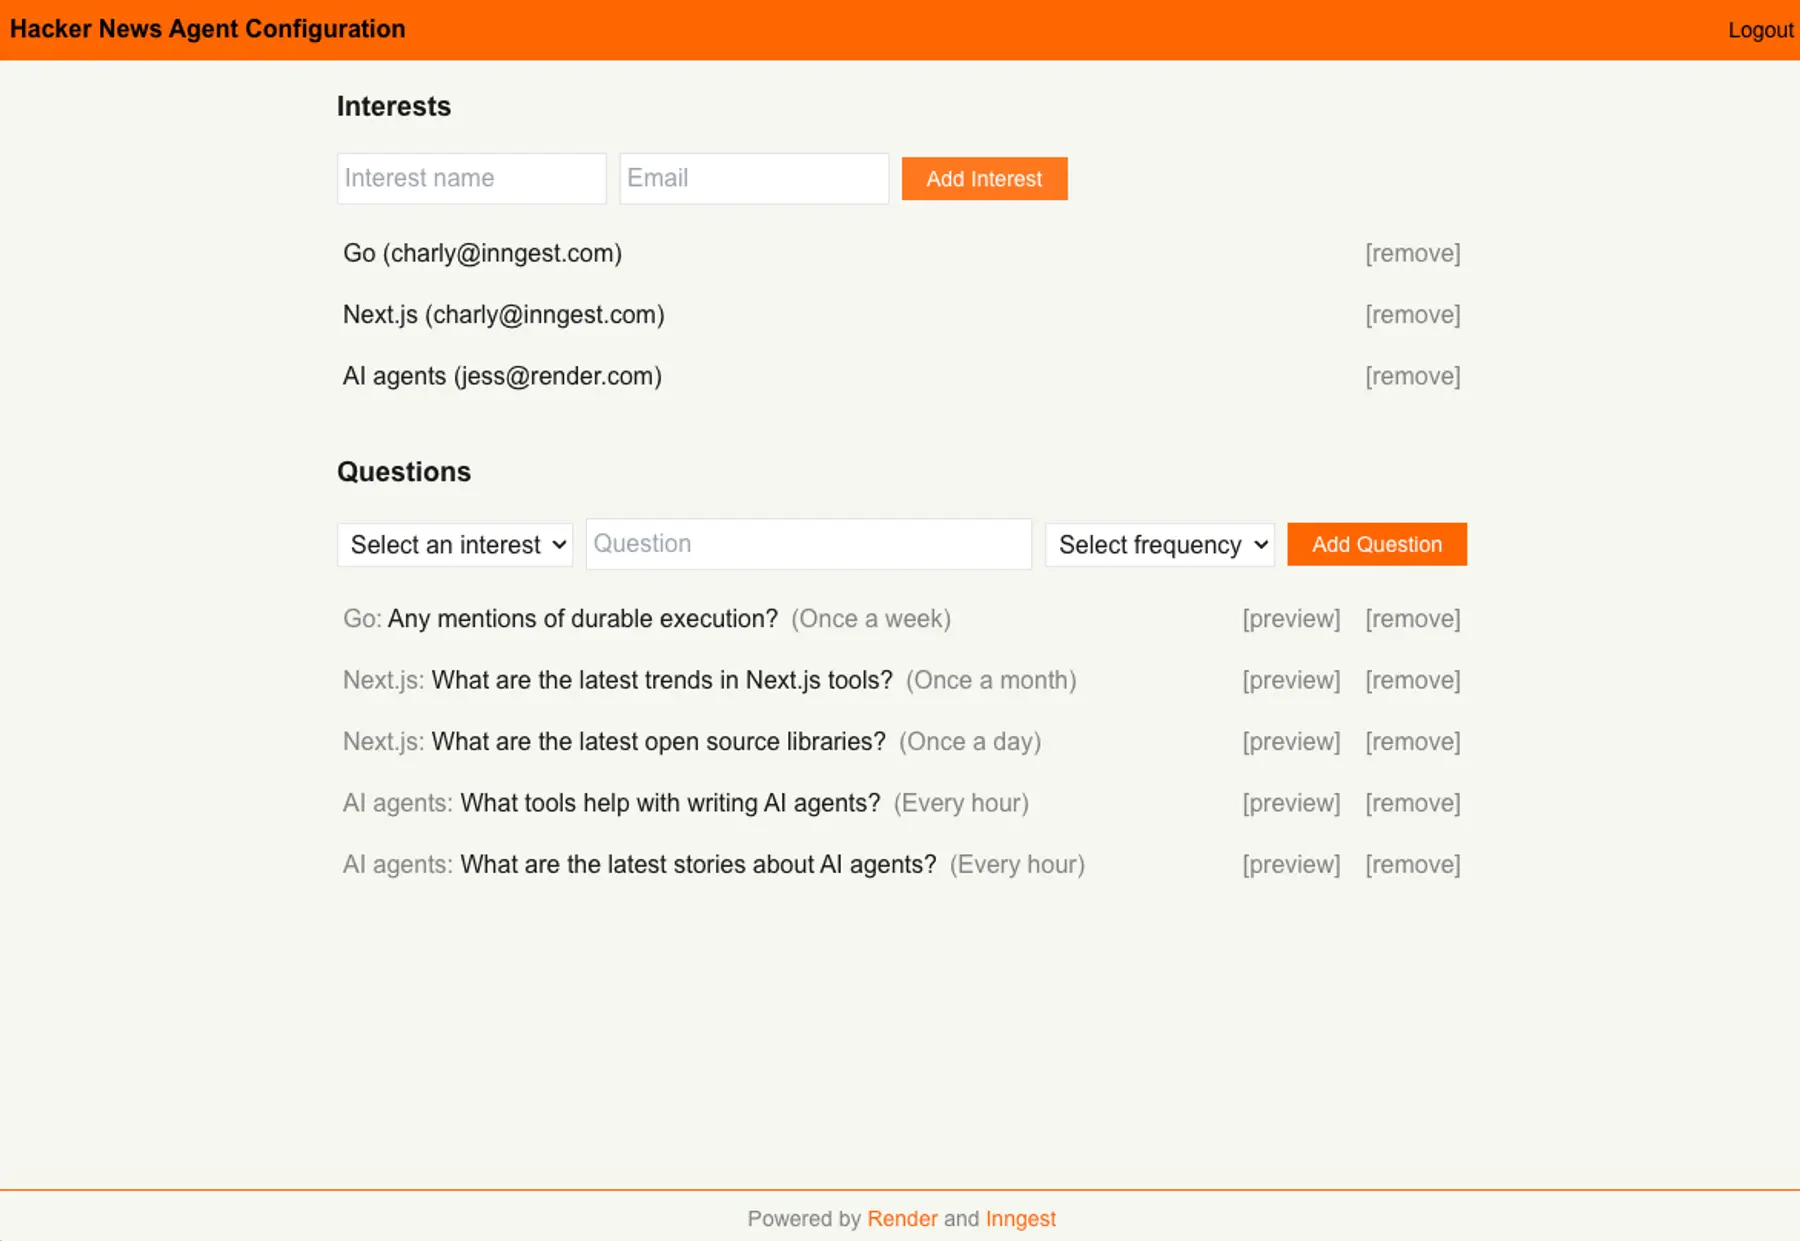 Hacker News Agent Configuration Logout
Interests
Interest name Email Add Interest
Go (charly@inngest.com) [remove]
Next.js (charly@inngest.com) [remove]
AI agents (jess@render.com) [remove]
Questions
Select an interest Question Select frequency Add Question
Go: Any mentions of durable execution? (Once a week) [preview] [remove]
Next.js: What are the latest trends in Next.js tools? (Once a month) [preview] [remove]
Next.js: What are the latest open source libraries? (Once a day) [preview] [remove]
AI agents: What tools help with writing AI agents? (Every hour) [preview] [remove]
AI agents: What are the latest stories about AI agents? (Every hour) [preview] [remove]
Powered by Render and Inngest